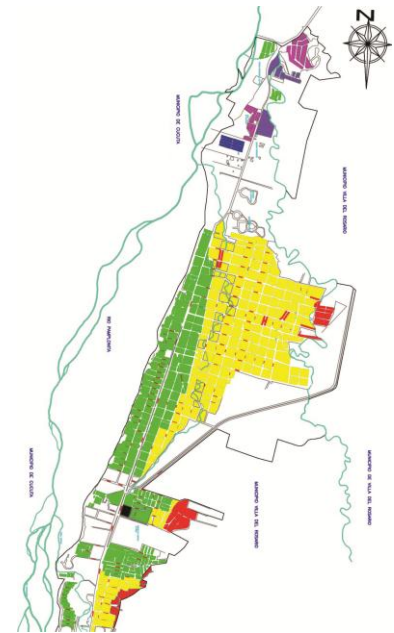 N
MUNICIPIO DE CUCUTA
MUNICIPIO VILLA DEL ROSARIO
RIO PAMPLONITA
MUNICIPIO DE CUCUTA
MUNICIPIO VILLA DEL ROSARIO
MUNICIPIO DE VILLA DEL ROSARIO